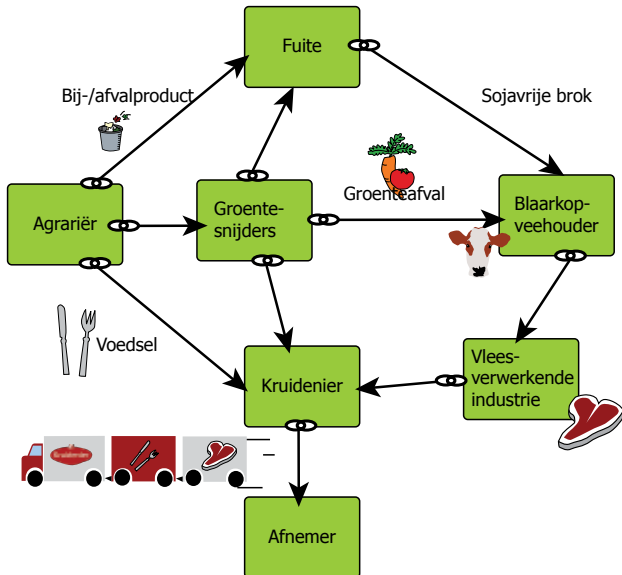 Fuite
Bij-/afvalproduct
Sojavrije brok
Groenteafval
Agrariër
Groente-
snijders
Blaarkop-
veehouder
Voedsel
Kruidenier
Vlees-
verwerkende
industrie
Afnemer